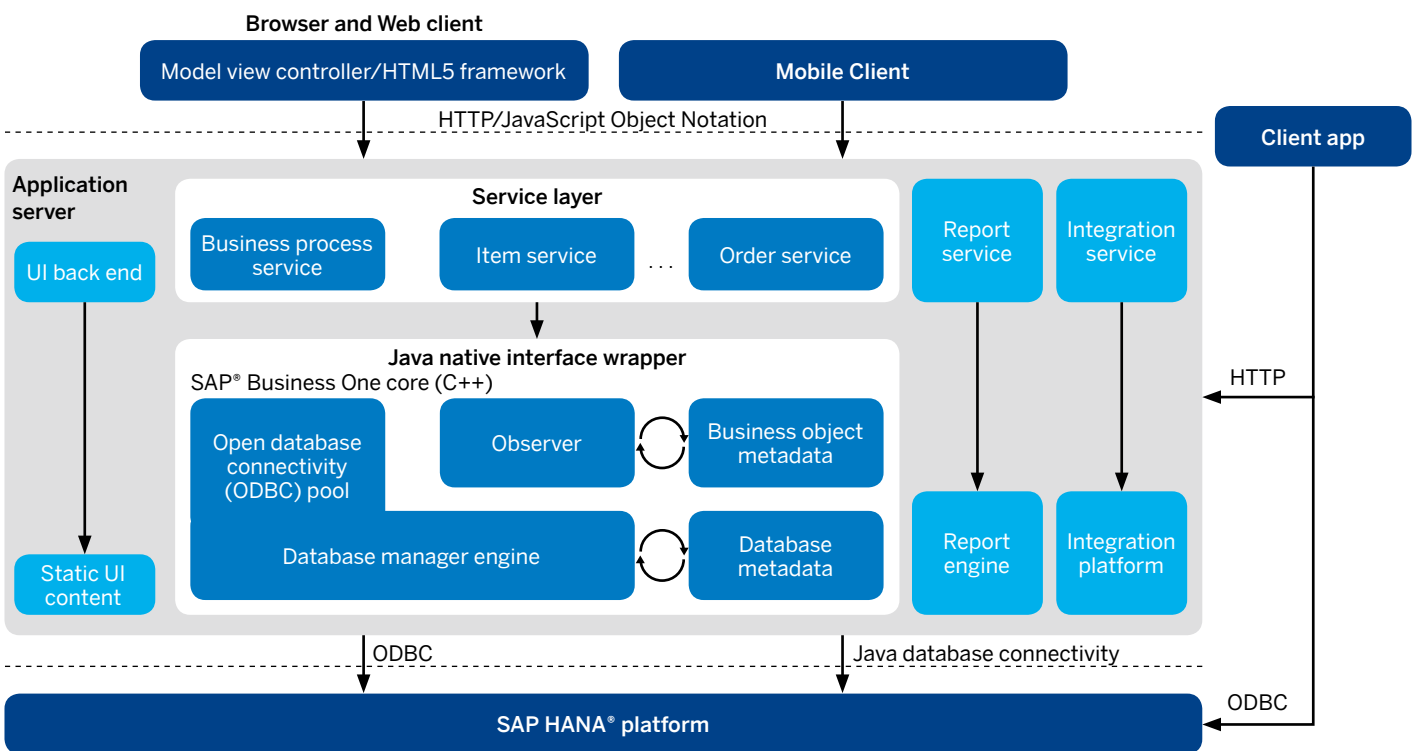 Browser and Web client
Model view controller/HTML5 framework
Mobile Client
HTTP/JavaScript Object Notation
Client app
Application
server
Service layer
Business process
service
Item service
...
Order service
Report
service
Integration
service
UI back end
Java native interface wrapper
SAP® Business One core (C++)
Open database
connectivity
(ODBC) pool
Observer
Business object
metadata
HTTP
Database manager engine
Database
metadata
Report
engine
Integration
platform
Static UI
content
ODBC
Java database connectivity
ODBC
SAP HANA® platform